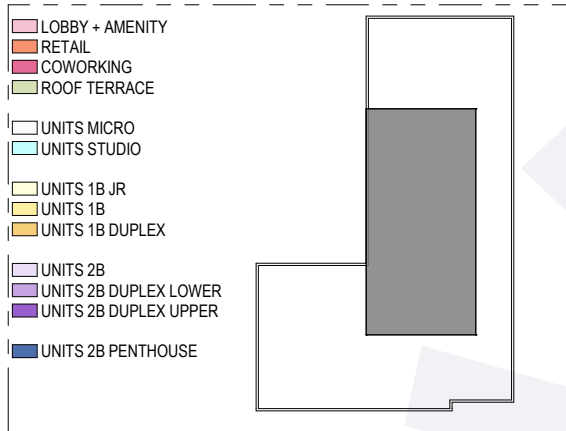 LOBBY + AMENITY
RETAIL
COWORKING
ROOF TERRACE
UNITS MICRO
UNITS STUDIO
UNITS 1B JR
UNITS 1B
UNITS 1B DUPLEX
UNITS 2B
UNITS 2B DUPLEX LOWER
UNITS 2B DUPLEX UPPER
UNITS 2B PENTHOUSE